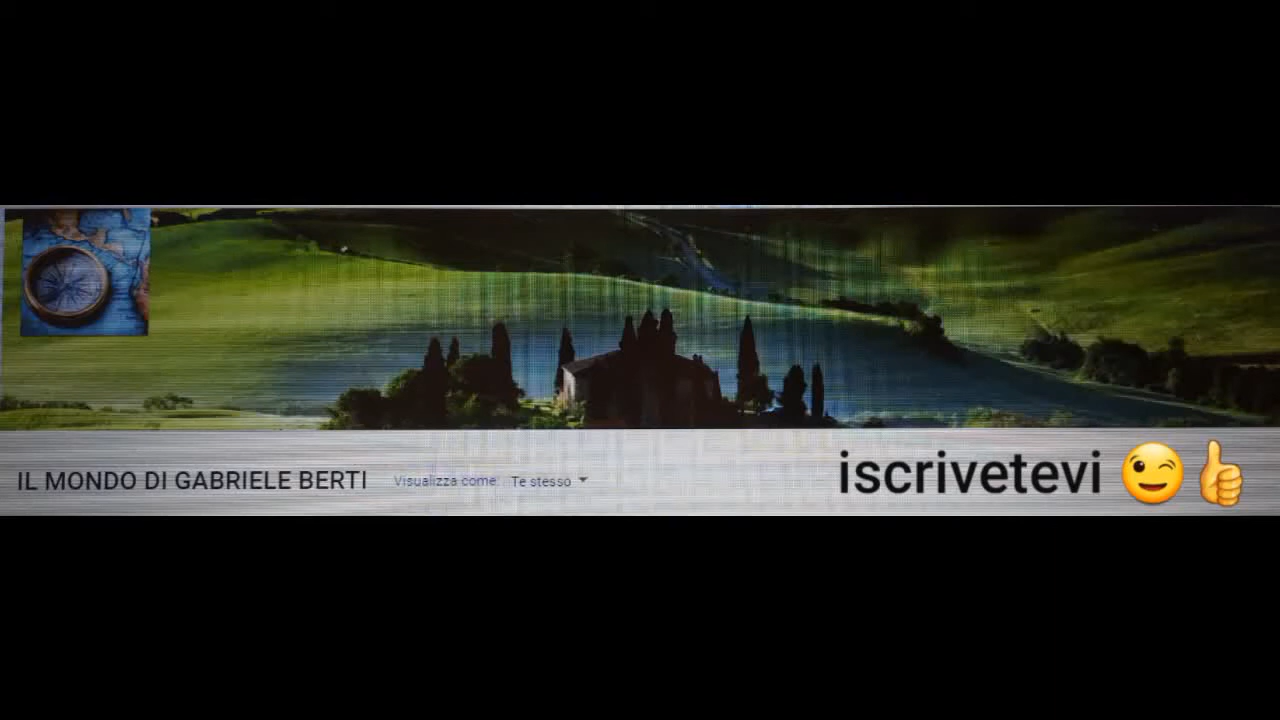 IL MONDO DI GABRIELE BERTI Visualizza come: Te stesso iscrivetevi 😉👍